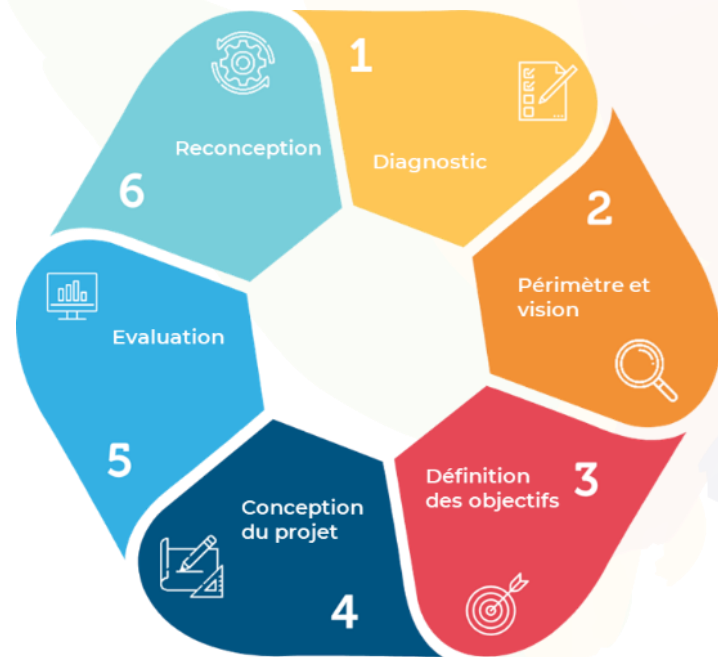 1
Diagnostic
2
Périmètre et
vision
3
Définition
des objectifs
4
Conception
du projet
5
Evaluation
6
Reconception